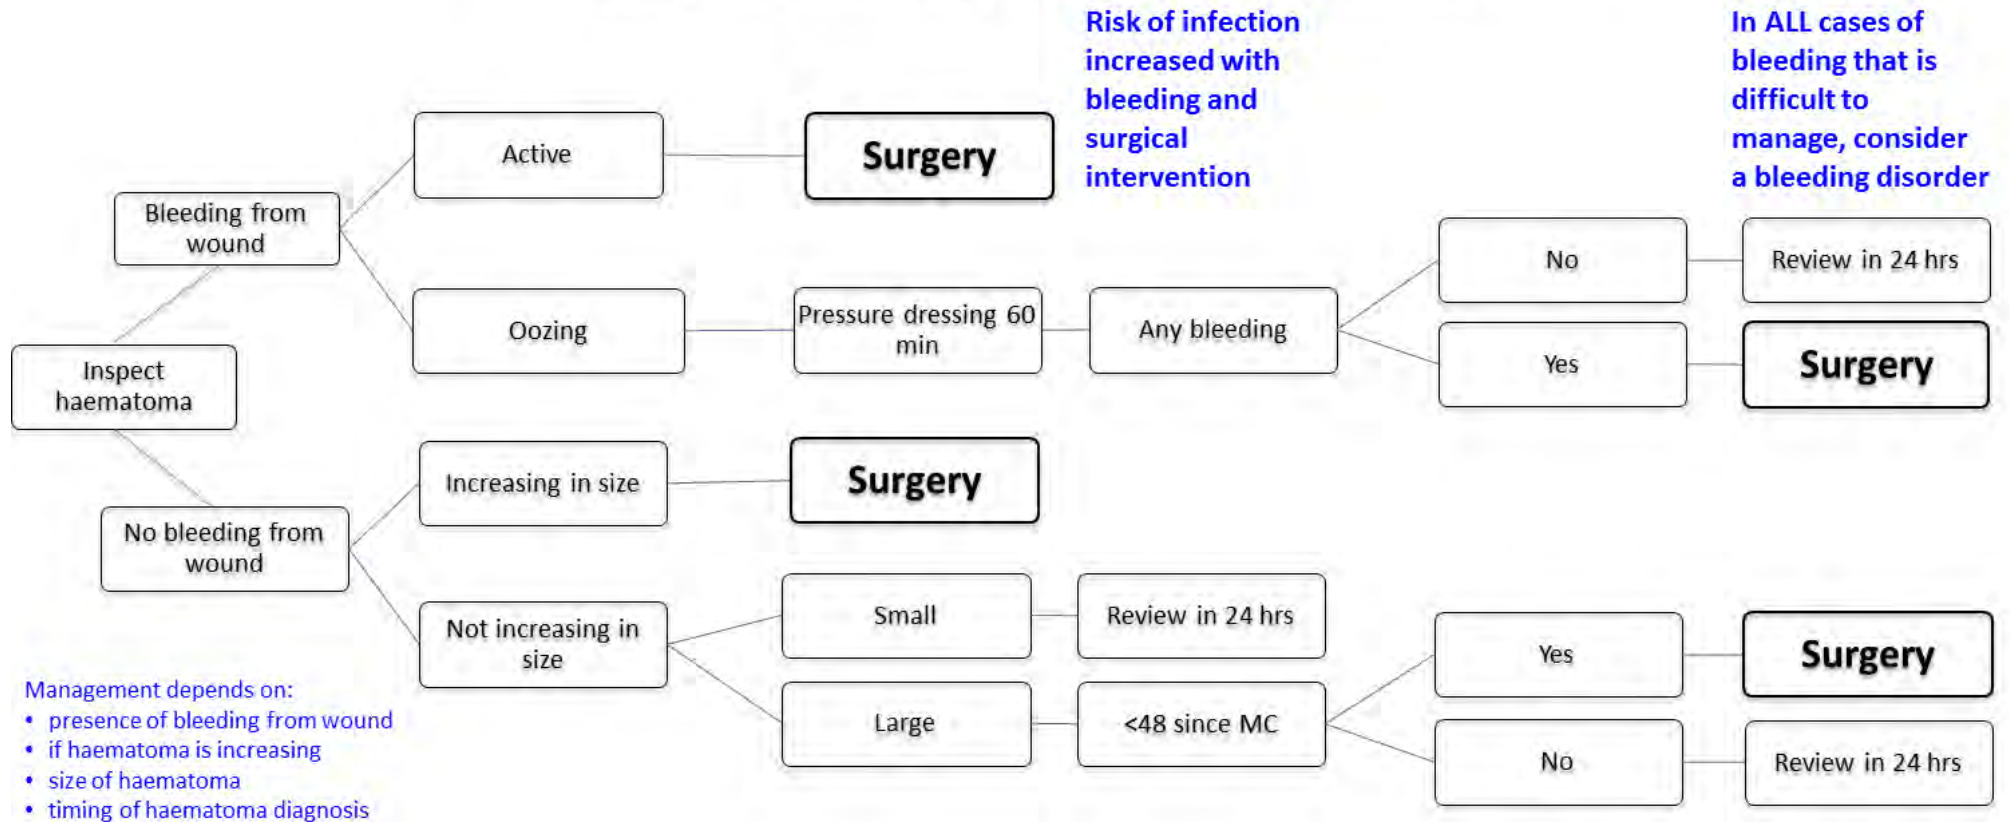 Risk of infection
increased with
bleeding and
surgical
intervention
In ALL cases of
bleeding that is
difficult to
manage, consider
a bleeding disorder
Inspect
haematoma
Bleeding from
wound
Active
Surgery
Oozing
Pressure dressing 60
min
Any bleeding
No
Review in 24 hrs
Yes
Surgery
No bleeding from
wound
Increasing in size
Surgery
Not increasing in
size
Small
Review in 24 hrs
Large
<48 since MC
Yes
Surgery
No
Review in 24 hrs
Management depends on:
• presence of bleeding from wound
• if haematoma is increasing
• size of haematoma
• timing of haematoma diagnosis